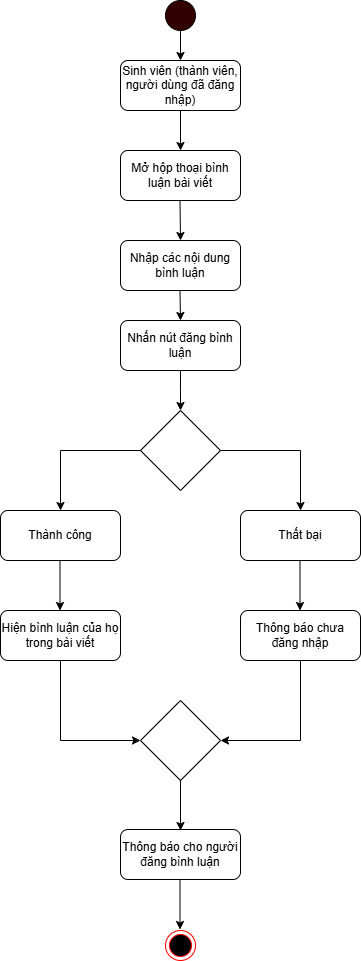 Sinh viên (thành viên,
người dùng đã đăng
nhập)
Mở hộp thoại bình
luận bài viết
Nhập các nội dung
bình luận
Nhấn nút đăng bình
luận
Thành công
Thất bại
Hiện bình luận của họ
trong bài viết
Thông báo chưa
đăng nhập
Thông báo cho người
đăng bình luận